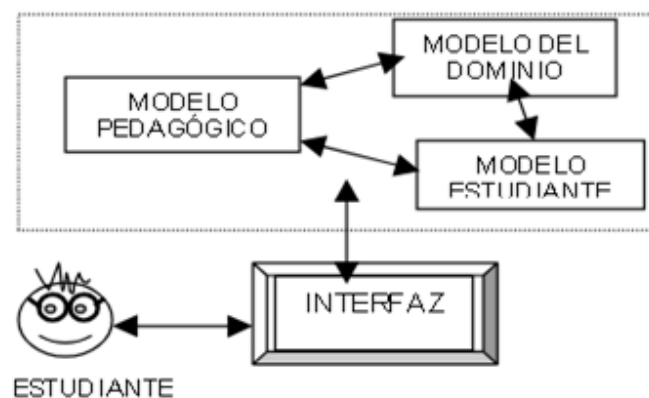 MODELO DEL
DOMINIO
MODELO
PEDAGÓGICO
MODELO
ESTUDIANTE
INTERFAZ
ESTUDIANTE